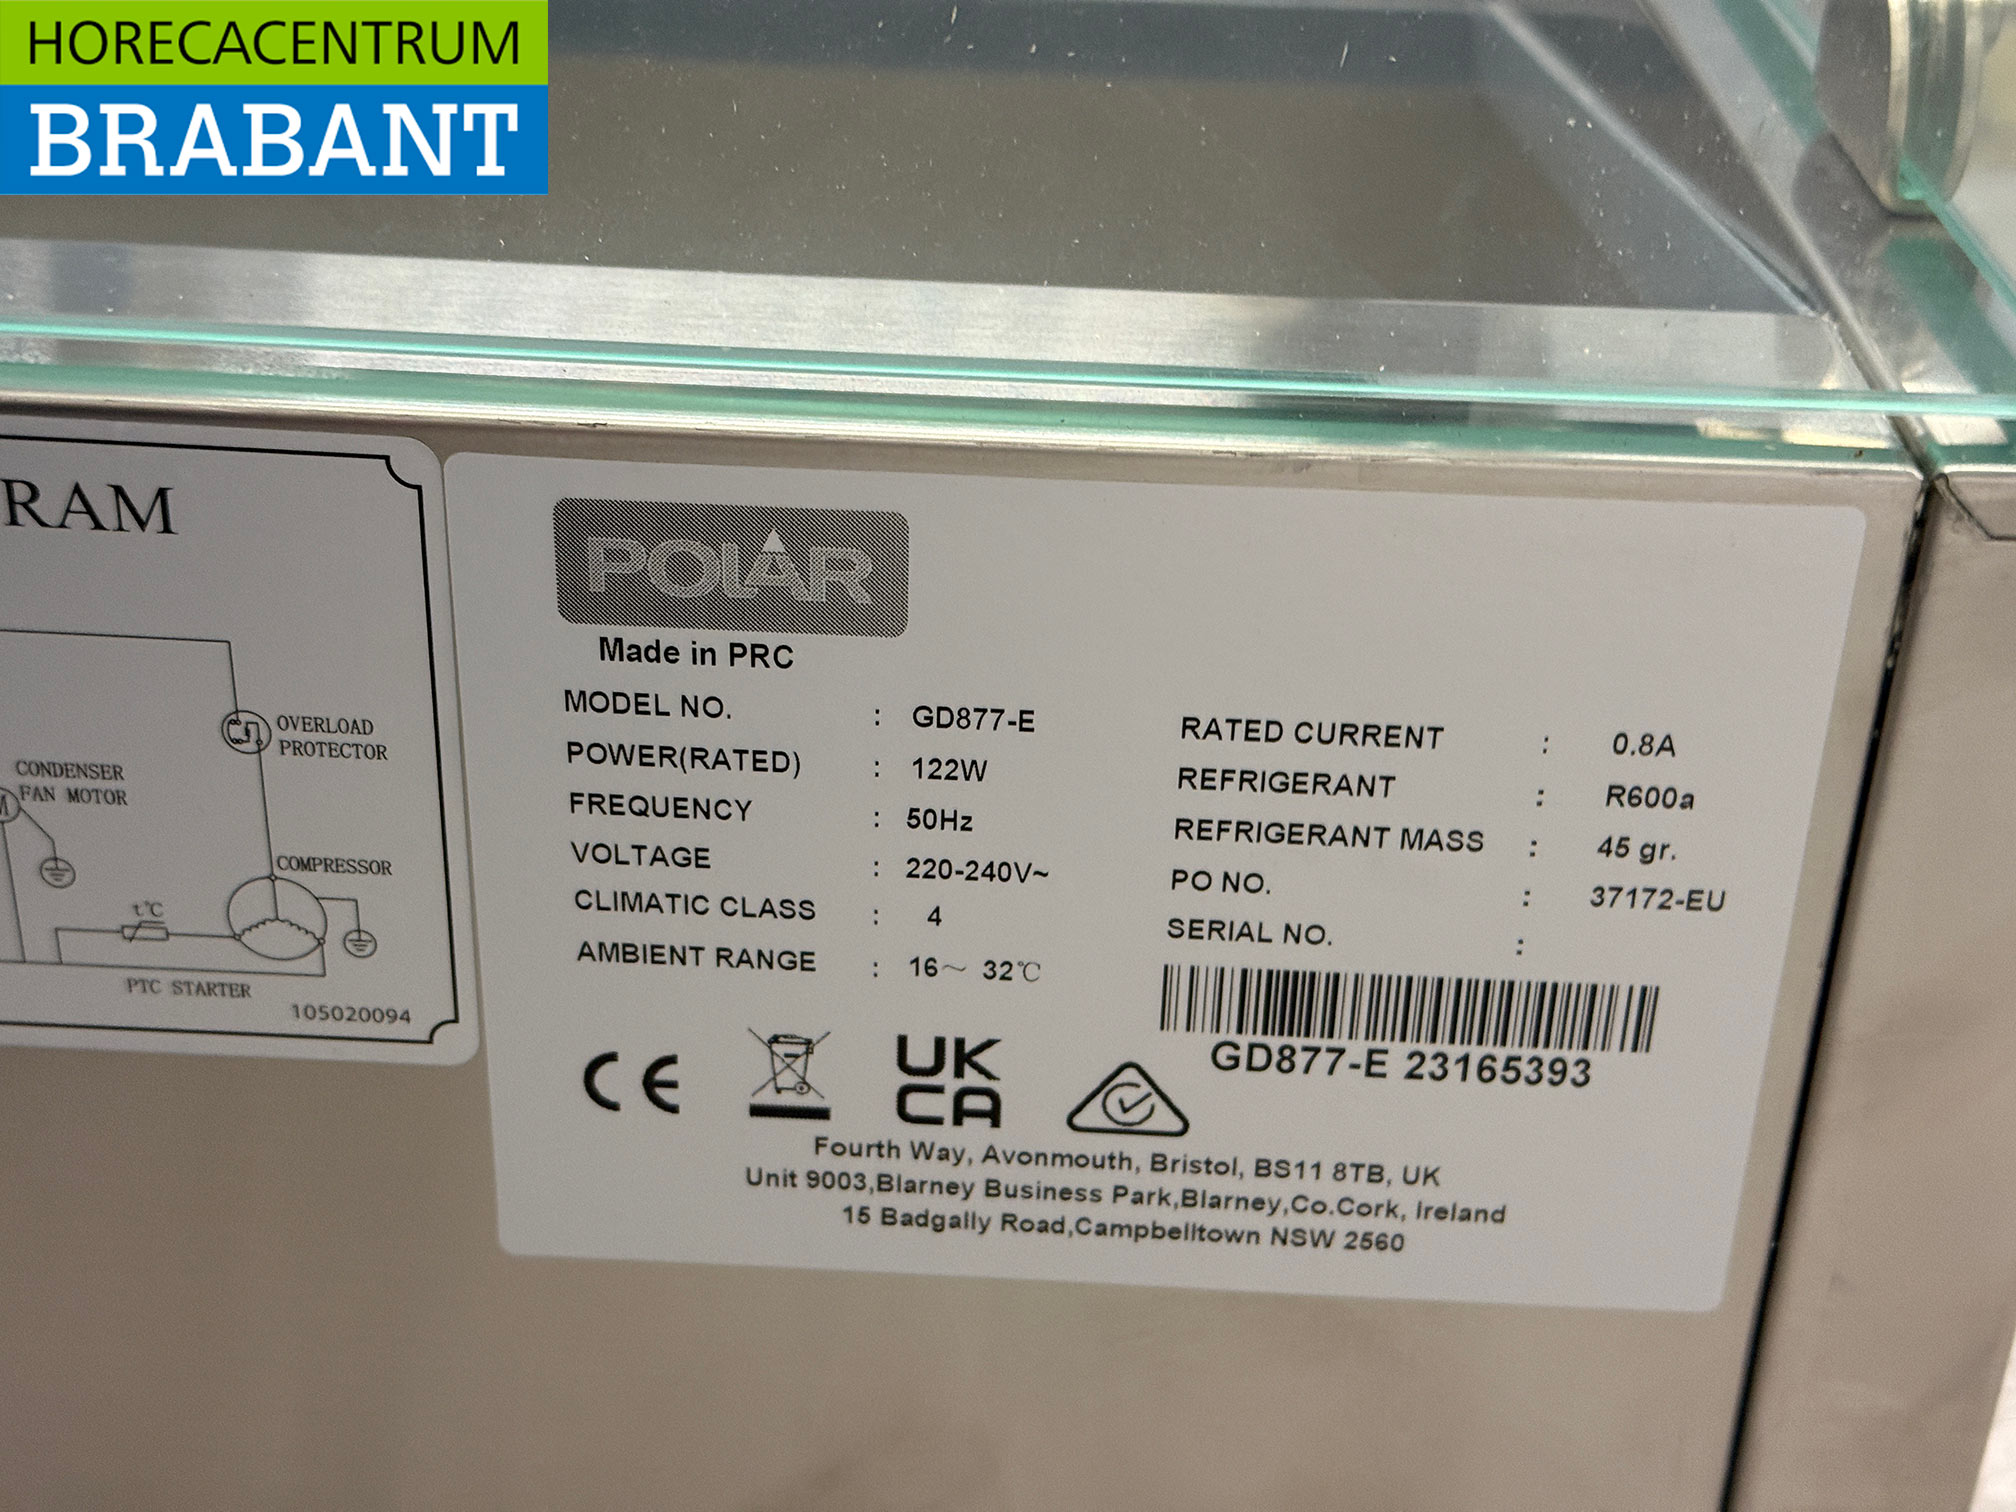 HORECACENTRUM
BRABANT
RAM
OVERLOAD
PROTECTOR
CONDENSER
FAN MOTOR
M
COMPRESSOR
t℃
PTC STARTER
105020094
POLAR
Made in PRC
MODEL NO. : GD877-E
POWER(RATED) : 122W
FREQUENCY : 50Hz
VOLTAGE : 220-240V~
CLIMATIC CLASS : 4
AMBIENT RANGE : 16~ 32℃
RATED CURRENT : 0.8A
REFRIGERANT : R600a
REFRIGERANT MASS : 45 gr.
PO NO. : 37172-EU
SERIAL NO. :
GD877-E 23165393
CE
UK
CA
Fourth Way, Avonmouth, Bristol, BS11 8TB, UK
Unit 9003,Blarney Business Park,Blarney,Co.Cork, Ireland
15 Badgally Road,Campbelltown NSW 2560